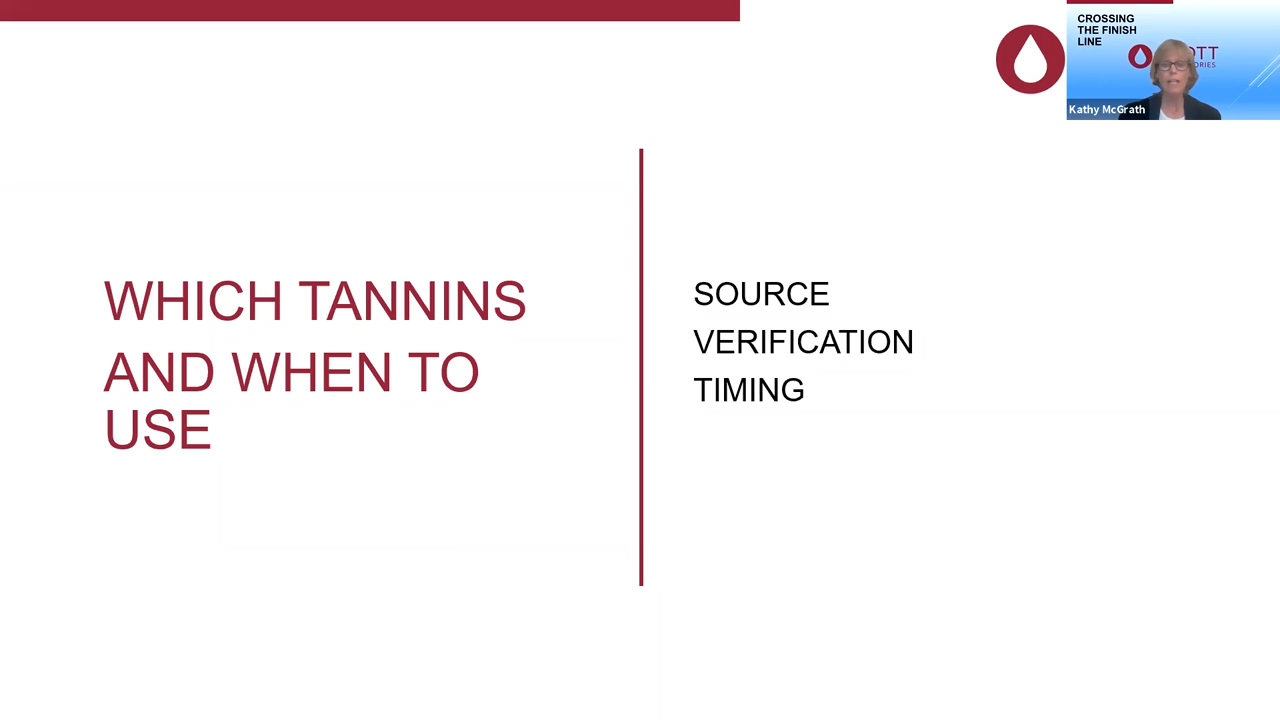 CROSSING
THE FINISH
LINE
Kathy McGrath
WHICH TANNINS
AND WHEN TO
USE
SOURCE
VERIFICATION
TIMING